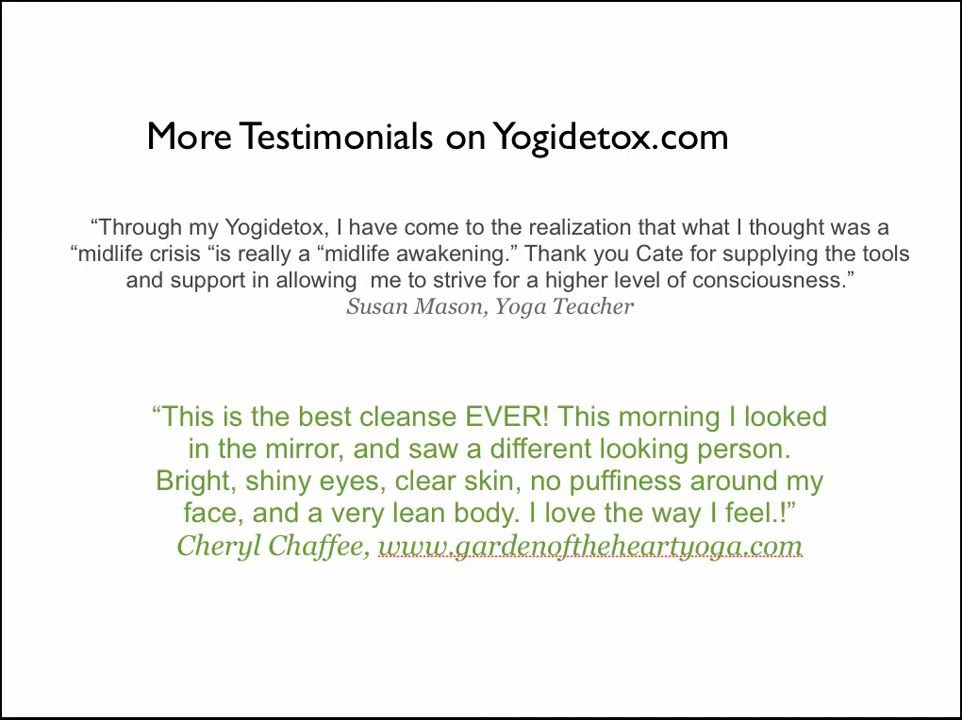 More Testimonials on Yogidetox.com
“Through my Yogidetox, I have come to the realization that what I thought was a
“midlife crisis “is really a “midlife awakening.” Thank you Cate for supplying the tools
and support in allowing  me to strive for a higher level of consciousness.”
Susan Mason, Yoga Teacher
“This is the best cleanse EVER! This morning I looked
in the mirror, and saw a different looking person.
Bright, shiny eyes, clear skin, no puffiness around my
face, and a very lean body. I love the way I feel.!”
Cheryl Chaffee, www.gardenoftheheartyoga.com